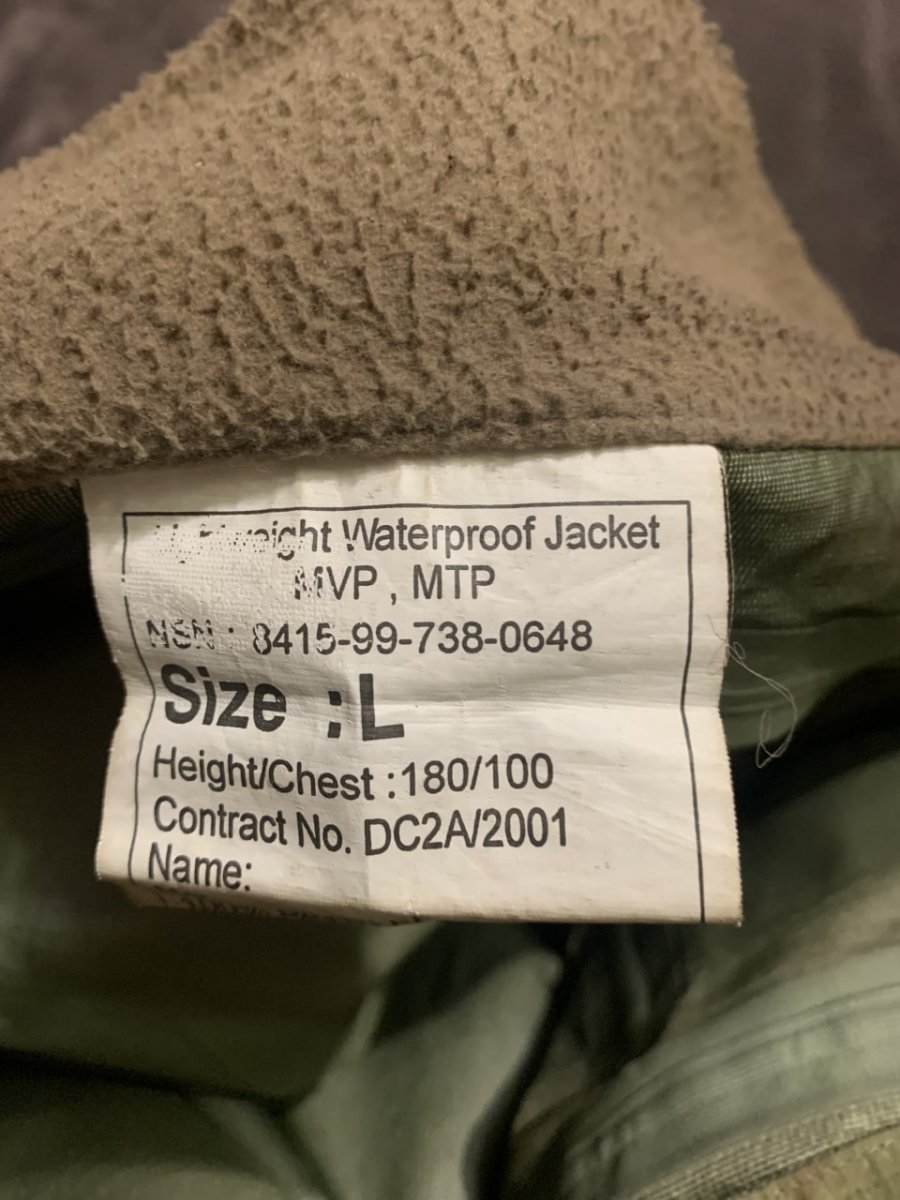 Lightweight Waterproof Jacket
MVP , MTP
NSN : 8415-99-738-0648
Size : L
Height/Chest : 180/100
Contract No. DC2A/2001
Name: